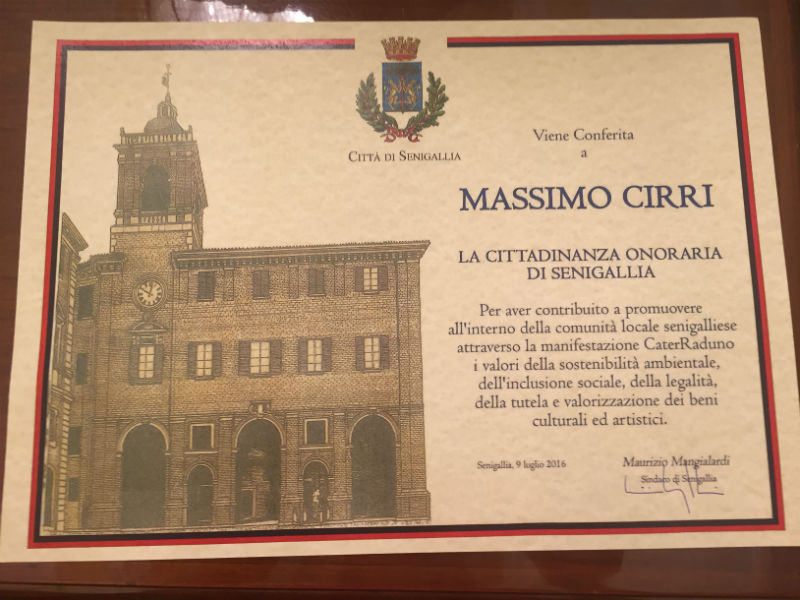 CITTÀ DI SENIGALLIA
Viene Conferita
a
MASSIMO CIRRI
LA CITTADINANZA ONORARIA
DI SENIGALLIA
Per aver contribuito a promuovere
all'interno della comunità locale senigalliese
attraverso la manifestazione CaterRaduno
i valori della sostenibilità ambientale,
dell'inclusione sociale, della legalità,
della tutela e valorizzazione dei beni
culturali ed artistici.
Senigallia, 9 luglio 2016
Maurizio Mangialardi
Sindaco di Senigallia